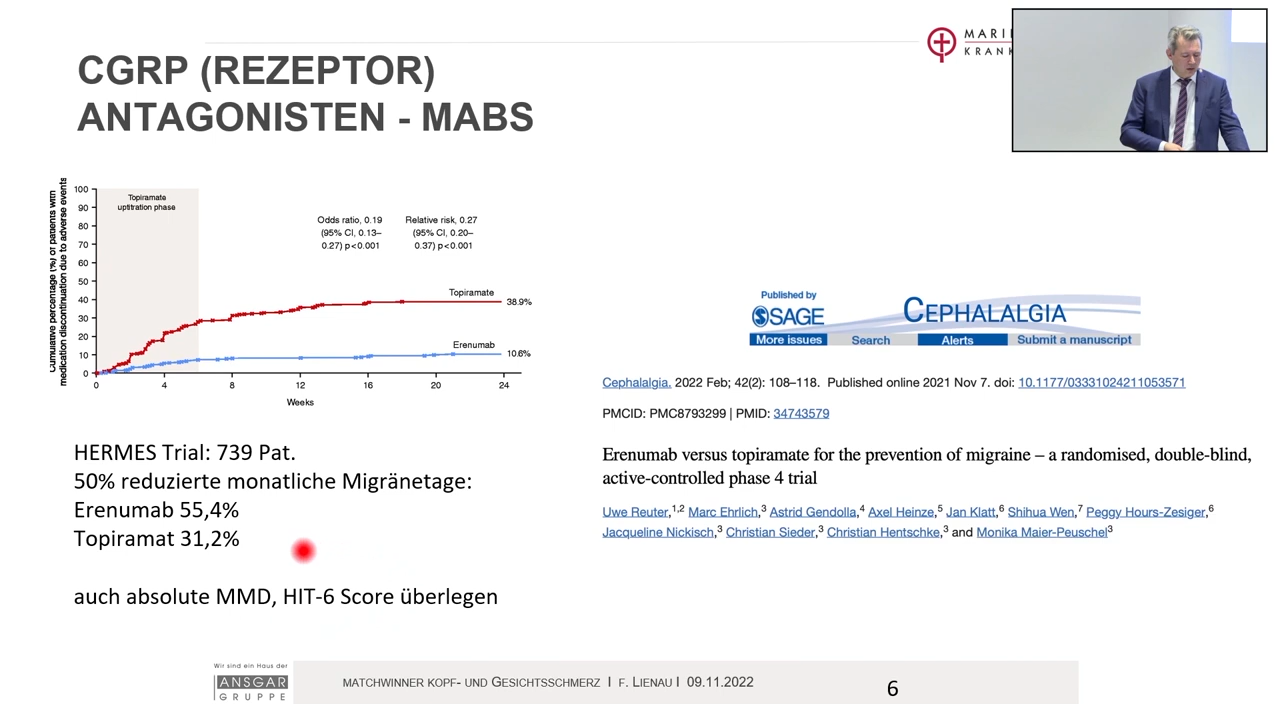 CGRP (REZEPTOR)
ANTAGONISTEN - MABS
MARI
KRANK
Cumulative percentage (%) of patients with
medication discontinuation due to adverse events
100
90
80
70
60
50
40
30
20
10
0
Topiramate
uptitration phase
Odds ratio, 0.19
(95% CI, 0.13–
0.27) p<0.001
Relative risk, 0.27
(95% CI, 0.20–
0.37) p<0.001
Topiramate
38.9%
Erenumab
10.6%
0 4 8 12 16 20 24
Weeks
HERMES Trial: 739 Pat.
50% reduzierte monatliche Migränetage:
Erenumab 55,4%
Topiramat 31,2%
auch absolute MMD, HIT-6 Score überlegen
Published by
SAGE
CEPHALALGIA
More issues Search Alerts Submit a manuscript
Cephalalgia. 2022 Feb; 42(2): 108–118. Published online 2021 Nov 7. doi: 10.1177/03331024211053571
PMCID: PMC8793299 | PMID: 34743579
Erenumab versus topiramate for the prevention of migraine – a randomised, double-blind,
active-controlled phase 4 trial
Uwe Reuter,1,2 Marc Ehrlich,3 Astrid Gendolla,4 Axel Heinze,5 Jan Klatt,6 Shihua Wen,7 Peggy Hours-Zesiger,6
Jacqueline Nickisch,3 Christian Sieder,3 Christian Hentschke,3 and Monika Maier-Peuschel3
Wir sind ein Haus der
ANSGAR
GRUPPE
MATCHWINNER KOPF- UND GESICHTSSCHMERZ I F. LIENAU I 09.11.2022
6